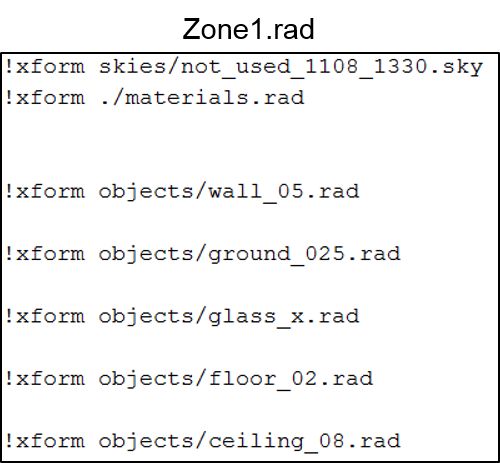 Zone1.rad
!xform skies/not_used_1108_1330.sky
!xform ./materials.rad
!xform objects/wall_05.rad
!xform objects/ground_025.rad
!xform objects/glass_x.rad
!xform objects/floor_02.rad
!xform objects/ceiling_08.rad